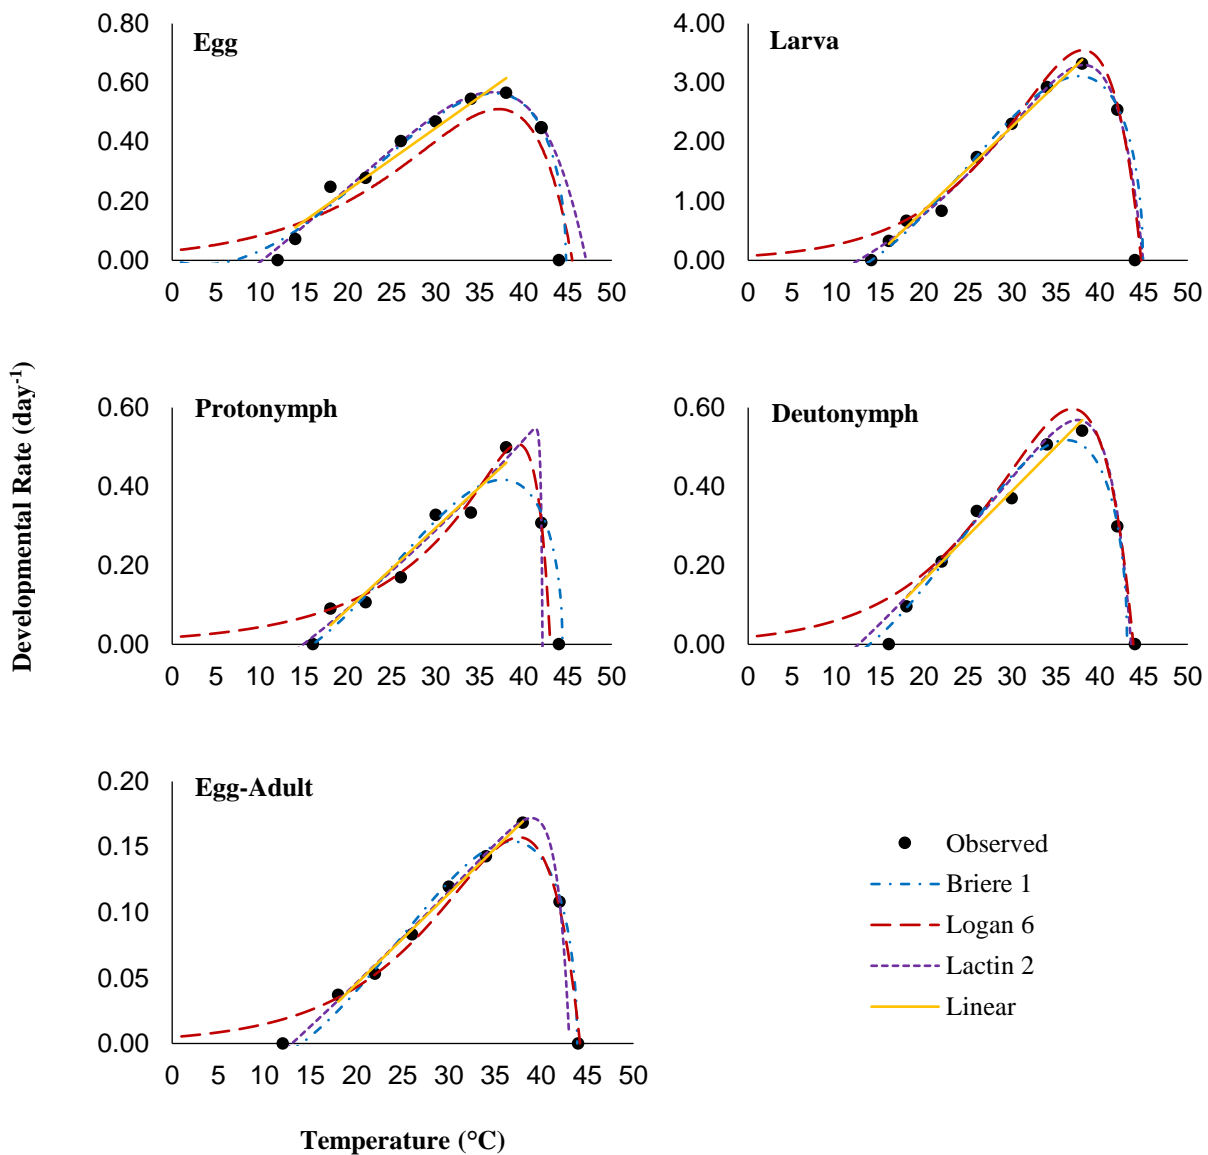 Egg
0.80
0.60
0.40
0.20
0.00
0 5 10 15 20 25 30 35 40 45 50
Larva
4.00
3.00
2.00
1.00
0.00
0 5 10 15 20 25 30 35 40 45 50
Developmental Rate (day-1)
Protonymph
0.60
0.40
0.20
0.00
0 5 10 15 20 25 30 35 40 45 50
Deutonymph
0.60
0.40
0.20
0.00
0 5 10 15 20 25 30 35 40 45 50
Egg-Adult
0.20
0.15
0.10
0.05
0.00
0 5 10 15 20 25 30 35 40 45 50
Observed
Briere 1
Logan 6
Lactin 2
Linear
Temperature (°C)